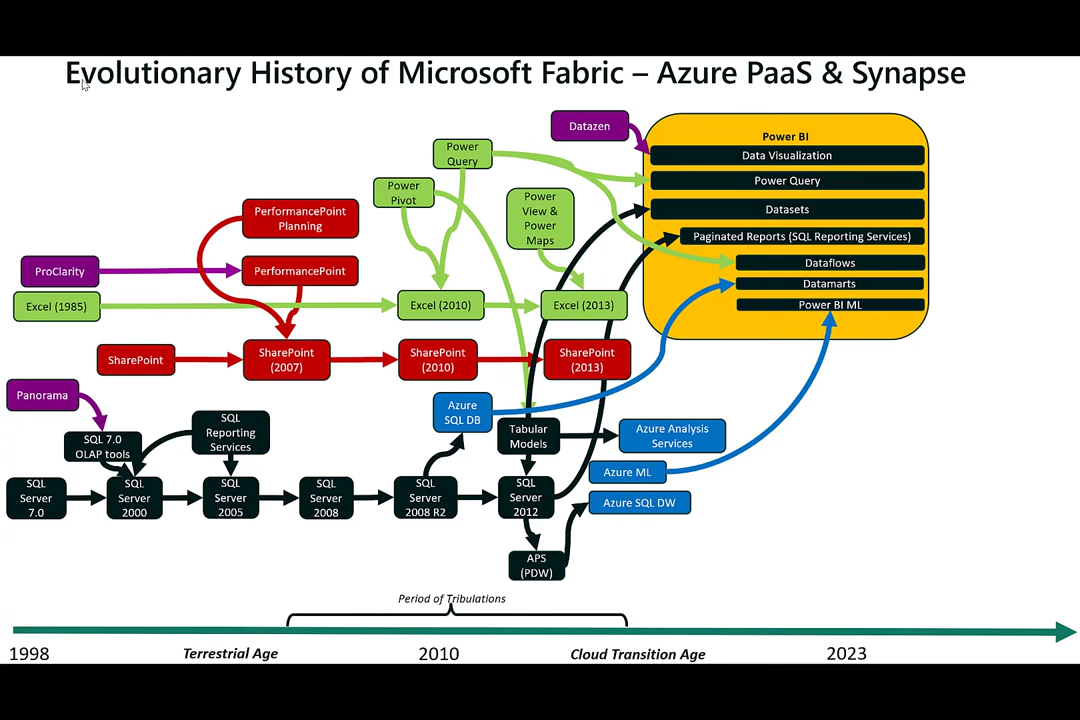 Evolutionary History of Microsoft Fabric – Azure PaaS & Synapse
Datazen
Power BI
Data Visualization
Power Query
Datasets
Paginated Reports (SQL Reporting Services)
Dataflows
Datamarts
Power BI ML
Power
Query
Power
Pivot
Power
View &
Power
Maps
PerformancePoint
Planning
ProClarity
PerformancePoint
Excel (1985)
Excel (2010)
Excel (2013)
SharePoint
SharePoint
(2007)
SharePoint
(2010)
SharePoint
(2013)
Panorama
SQL 7.0
OLAP tools
SQL
Reporting
Services
Azure
SQL DB
Tabular
Models
Azure Analysis
Services
Azure ML
Azure SQL DW
SQL
Server
7.0
SQL
Server
2000
SQL
Server
2005
SQL
Server
2008
SQL
Server
2008 R2
SQL
Server
2012
APS
(PDW)
Period of Tribulations
1998
Terrestrial Age
2010
Cloud Transition Age
2023